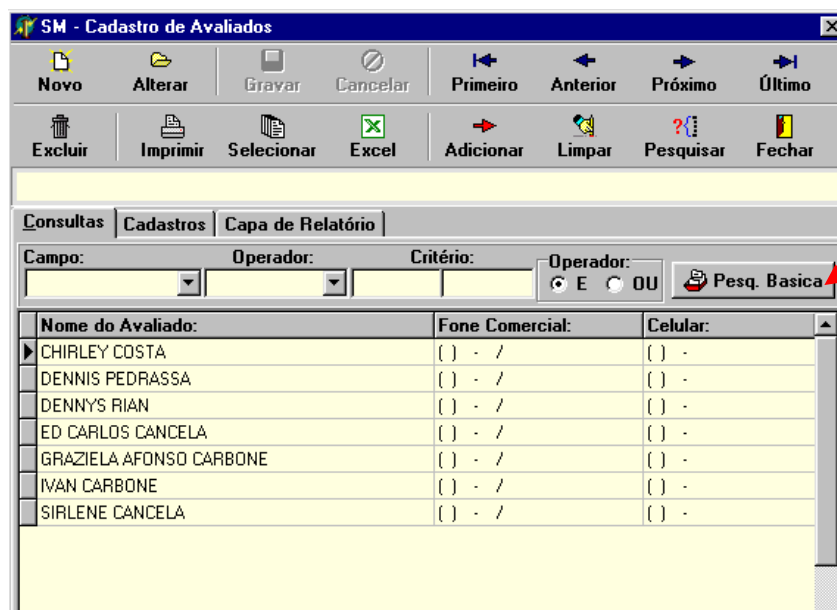 SM - Cadastro de Avaliados
Novo Alterar Gravar Cancelar Primeiro Anterior Próximo Último
Excluir Imprimir Selecionar Excel Adicionar Limpar Pesquisar Fechar
Consultas Cadastros Capa de Relatório
Campo: Operador: Critério: Operador:
E OU Pesq. Basica
Nome do Avaliado: Fone Comercial: Celular:
CHIRLEY COSTA ( ) - / ( ) -
DENNIS PEDRASSA ( ) - / ( ) -
DENNYS RIAN ( ) - / ( ) -
ED CARLOS CANCELA ( ) - / ( ) -
GRAZIELA AFONSO CARBONE ( ) - / ( ) -
IVAN CARBONE ( ) - / ( ) -
SIRLENE CANCELA ( ) - / ( ) -